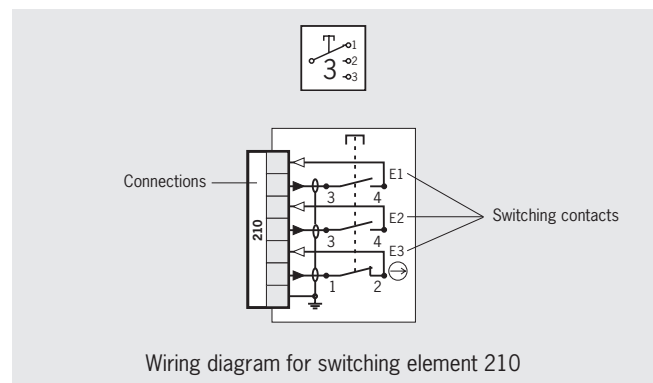 1
2
3
3
Connections
210
E1
3 4
E2
3 4
E3
1 2
Switching contacts
Wiring diagram for switching element 210